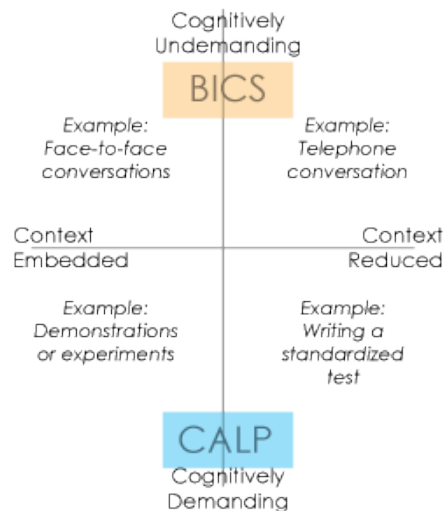 Cognitively
Undemanding
BICS
Example:
Face-to-face
conversations
Example:
Telephone
conversation
Context
Embedded
Context
Reduced
Example:
Demonstrations
or experiments
Example:
Writing a
standardized
test
CALP
Cognitively
Demanding